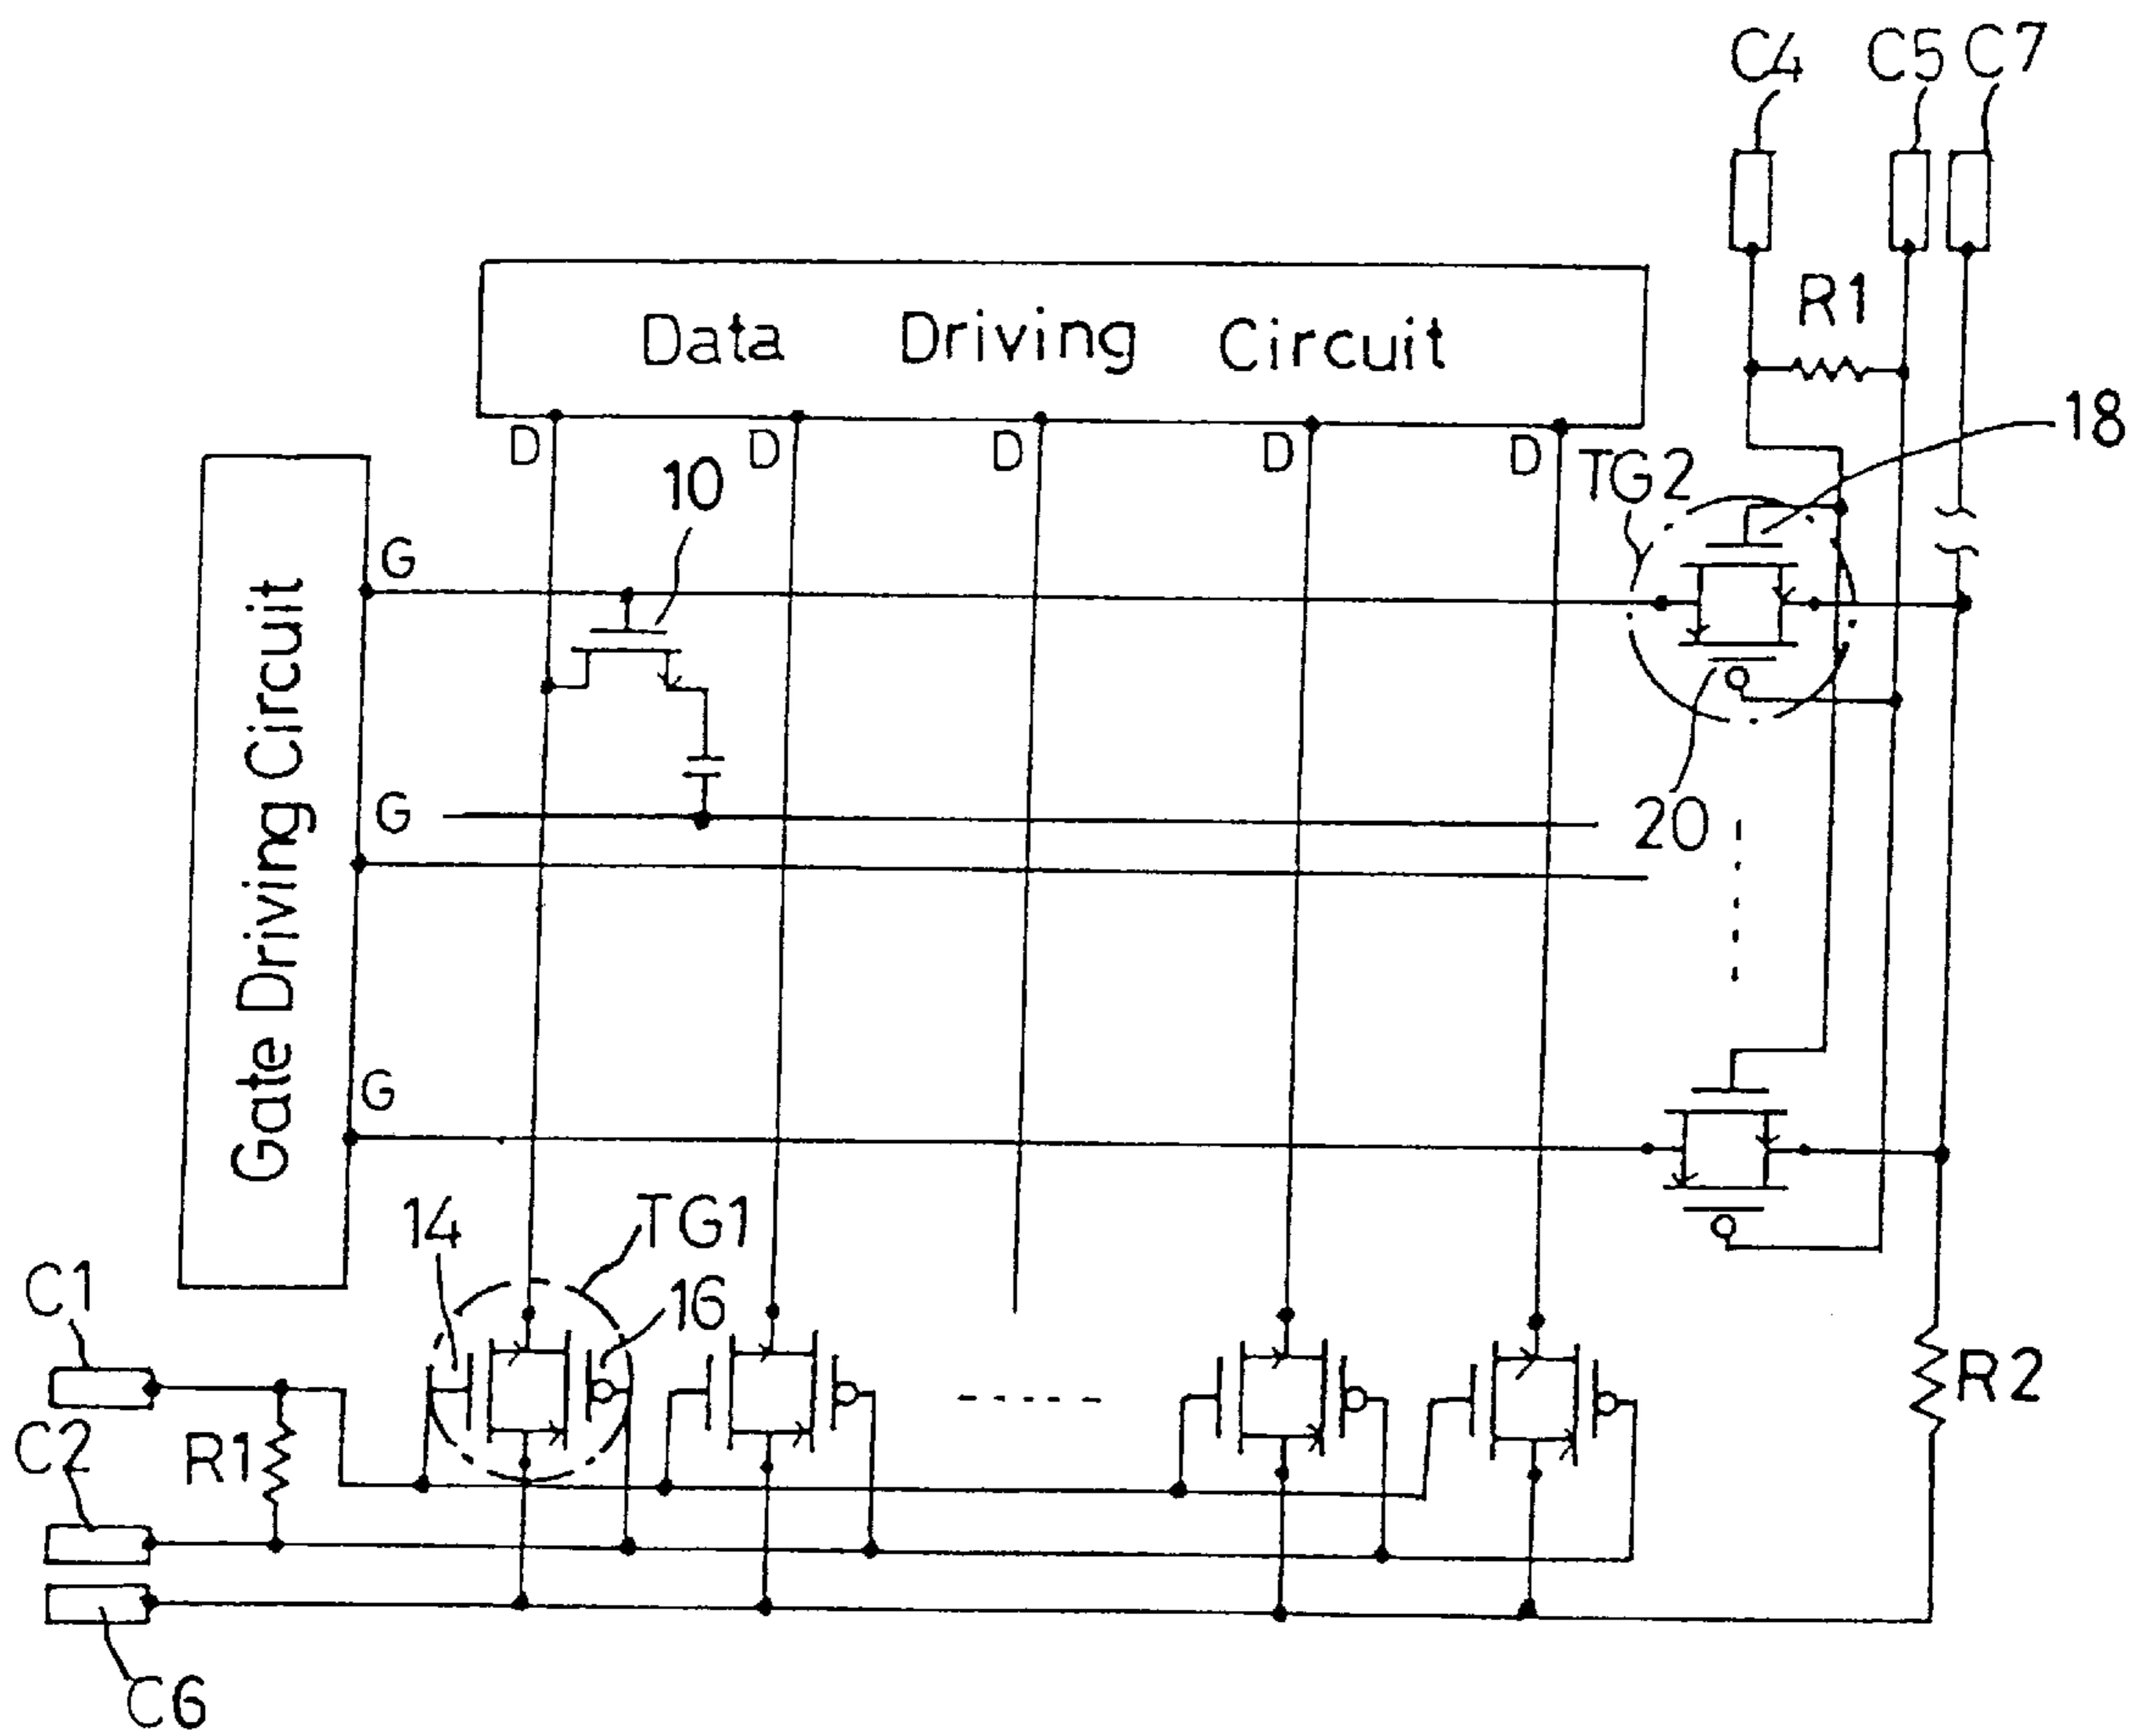 C4 C5 C7
R1
Data Driving Circuit
18
D D D D D
TG2
10
G
Gate Driving Circuit
G
20
G
14
TG1
C1
16
R2
C2
R1
C6